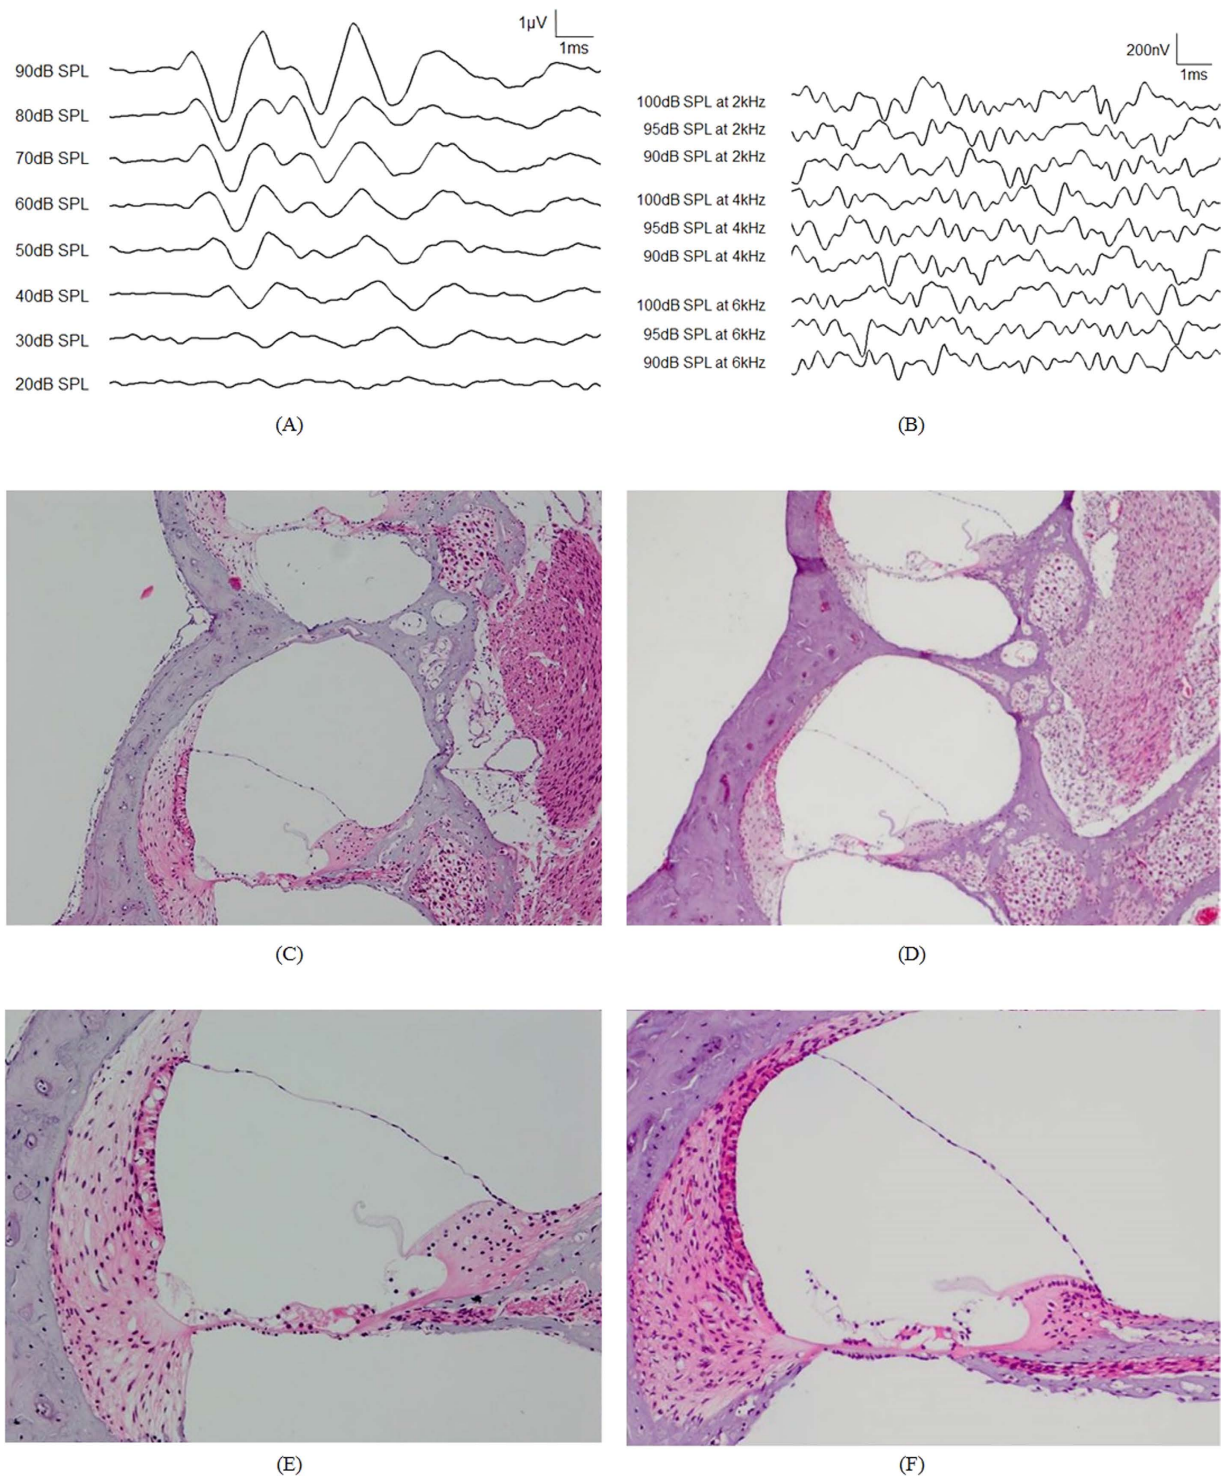 1µV
1ms
90dB SPL
80dB SPL
70dB SPL
60dB SPL
50dB SPL
40dB SPL
30dB SPL
20dB SPL
(A)
200nV
1ms
100dB SPL at 2kHz
95dB SPL at 2kHz
90dB SPL at 2kHz
100dB SPL at 4kHz
95dB SPL at 4kHz
90dB SPL at 4kHz
100dB SPL at 6kHz
95dB SPL at 6kHz
90dB SPL at 6kHz
(B)
(C)
(D)
(E)
(F)